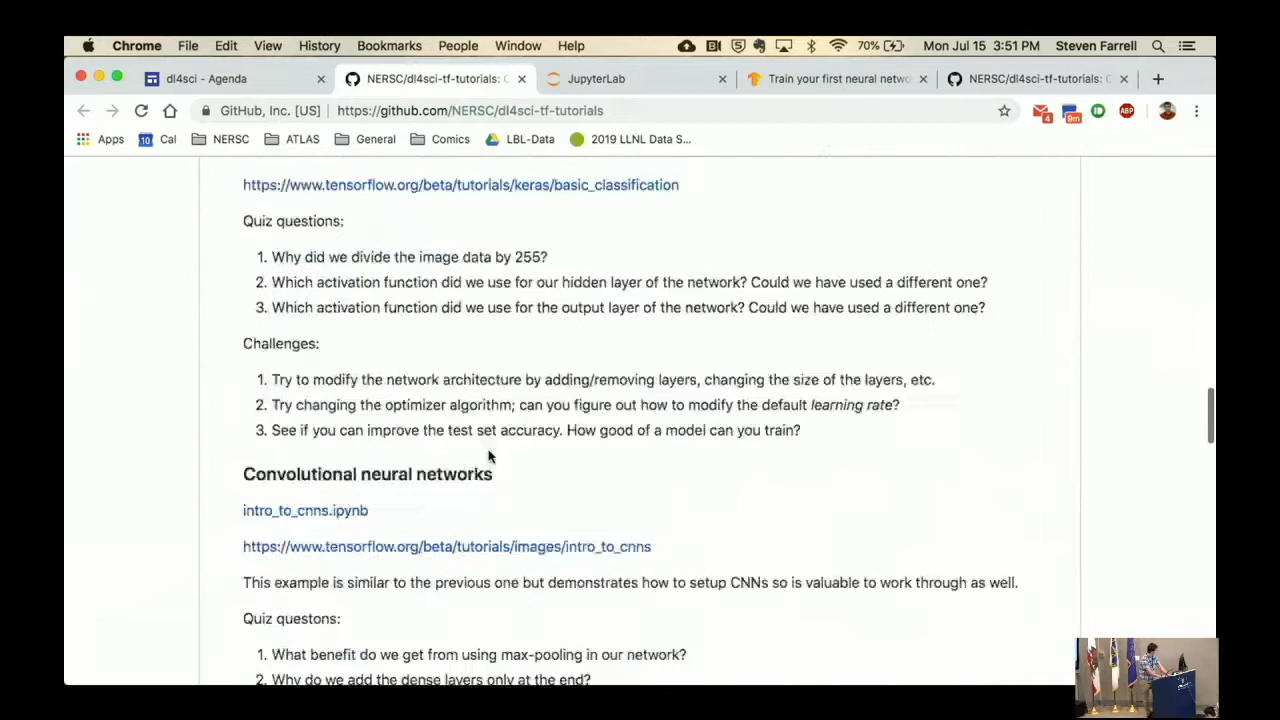 Chrome File Edit View History Bookmarks People Window Help 70% Mon Jul 15 3:51 PM Steven Farrell
dl4sci - Agenda NERSC/dl4sci-tf-tutorials: C JupyterLab Train your first neural netwo NERSC/dl4sci-tf-tutorials: C
GitHub, Inc. [US] https://github.com/NERSC/dl4sci-tf-tutorials 4 9m ABP
Apps 10 Cal NERSC ATLAS General Comics LBL-Data 2019 LLNL Data S...
https://www.tensorflow.org/beta/tutorials/keras/basic_classification
Quiz questions:
1. Why did we divide the image data by 255?
2. Which activation function did we use for our hidden layer of the network? Could we have used a different one?
3. Which activation function did we use for the output layer of the network? Could we have used a different one?
Challenges:
1. Try to modify the network architecture by adding/removing layers, changing the size of the layers, etc.
2. Try changing the optimizer algorithm; can you figure out how to modify the default learning rate?
3. See if you can improve the test set accuracy. How good of a model can you train?
Convolutional neural networks
intro_to_cnns.ipynb
https://www.tensorflow.org/beta/tutorials/images/intro_to_cnns
This example is similar to the previous one but demonstrates how to setup CNNs so is valuable to work through as well.
Quiz questons:
1. What benefit do we get from using max-pooling in our network?
2. Why do we add the dense layers only at the end?